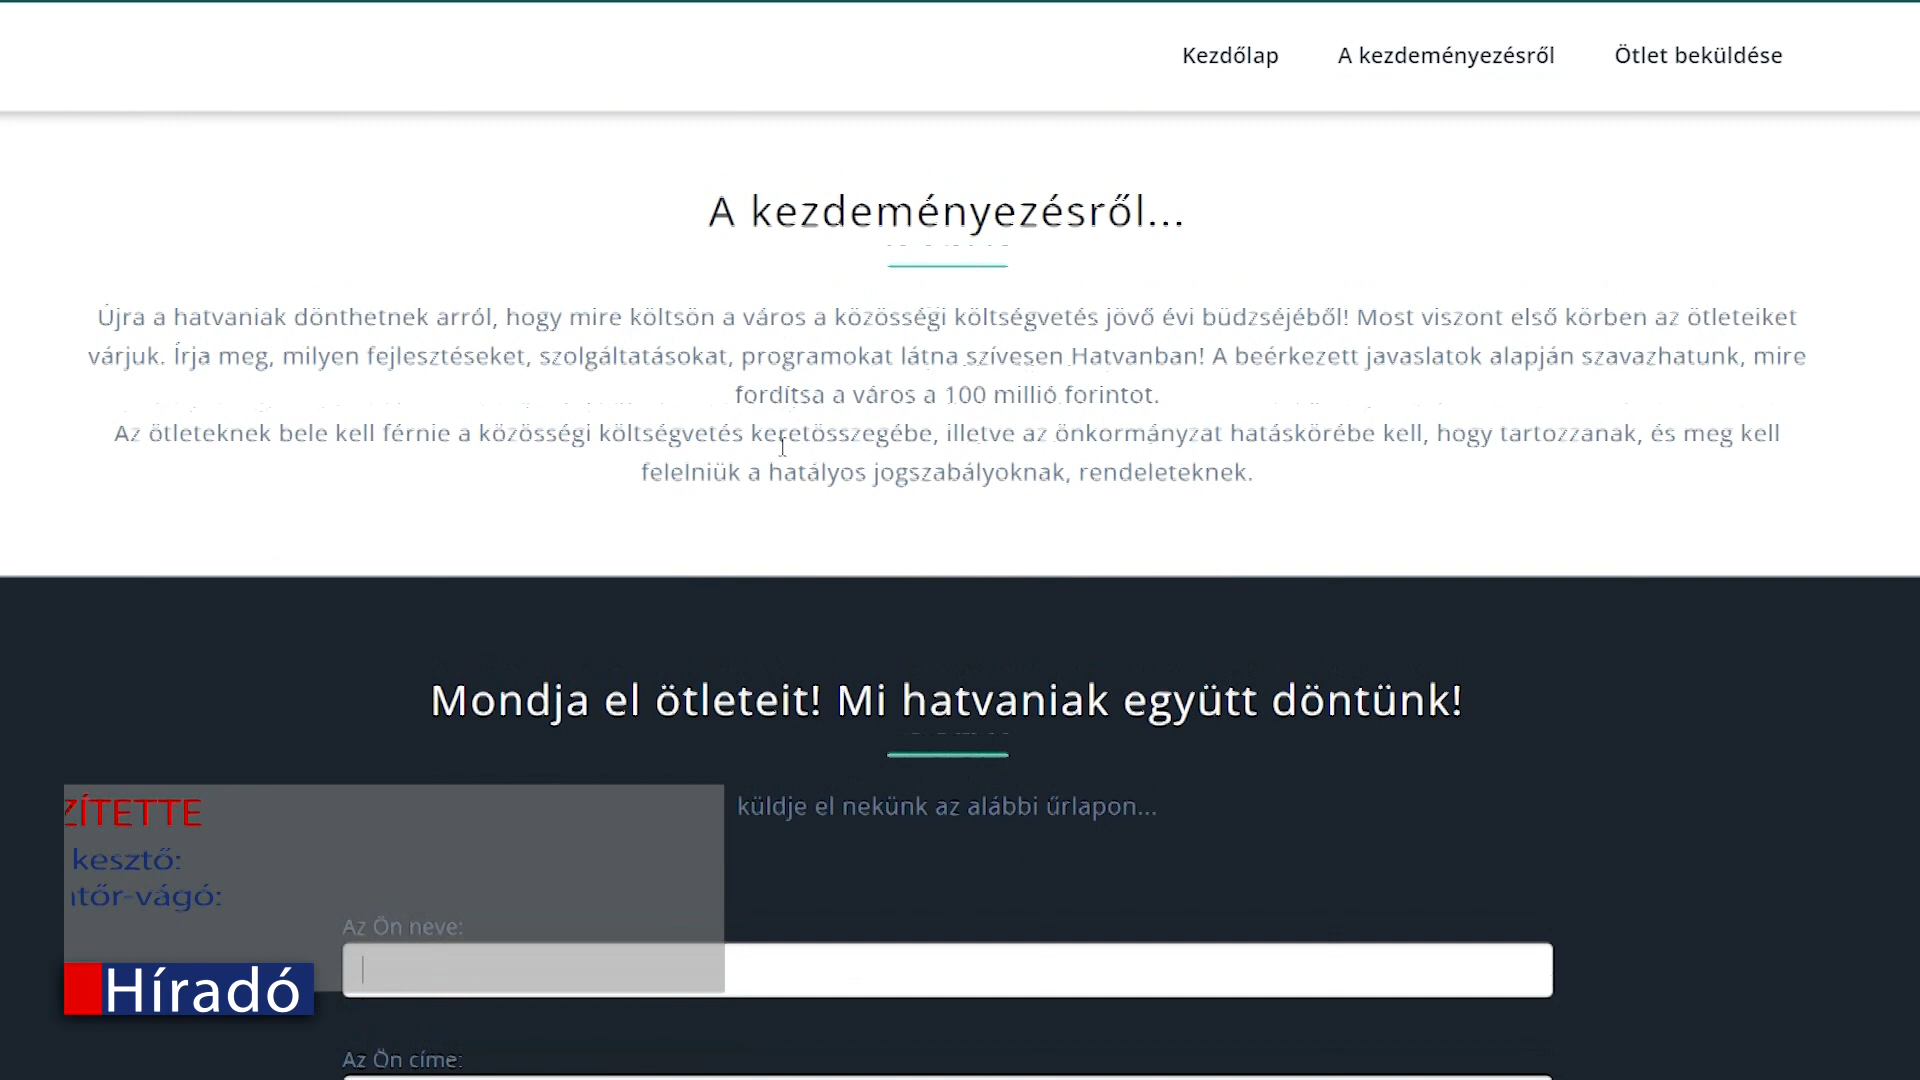 Kezdőlap
A kezdeményezésről
Ötlet beküldése
A kezdeményezésről...
Újra a hatvaniak dönthetnek arról, hogy mire költsön a város a közösségi költségvetés jövő évi büdzséjéből! Most viszont első körben az ötleteiket
várjuk. Írja meg, milyen fejlesztéseket, szolgáltatásokat, programokat látna szívesen Hatvanban! A beérkezett javaslatok alapján szavazhatunk, mire
fordítsa a város a 100 millió forintot.
Az ötleteknek bele kell férnie a közösségi költségvetés keretösszegébe, illetve az önkormányzat hatáskörébe kell, hogy tartozzanak, és meg kell
felelniük a hatályos jogszabályoknak, rendeleteknek.
Mondja el ötleteit! Mi hatvaniak együtt döntünk!
küldje el nekünk az alábbi űrlapon...
ZÍTETTE
kesztő:
tőr-vágó:
Az Ön neve:
Híradó
Az Ön címe: